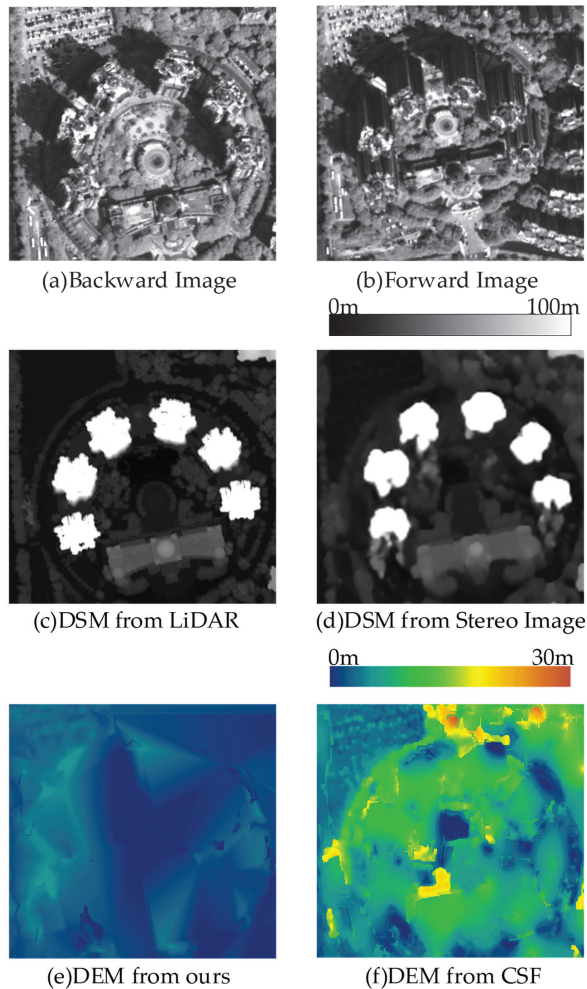 (a)Backward Image
(b)Forward Image
0m 100m
(c)DSM from LiDAR
(d)DSM from Stereo Image
0m 30m
(e)DEM from ours
(f)DEM from CSF